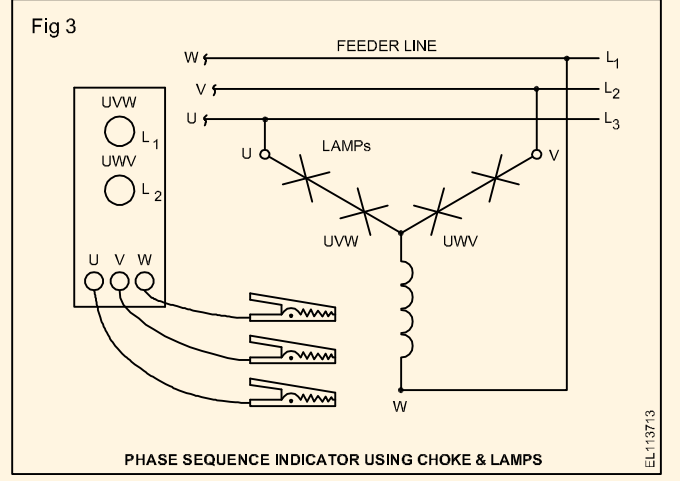 Fig 3
W FEEDER LINE L1
V L2
U L3
UVW
L1
UWV
L2
U V W
LAMPs
U V
UVW UWV
W
EL113713
PHASE SEQUENCE INDICATOR USING CHOKE & LAMPS